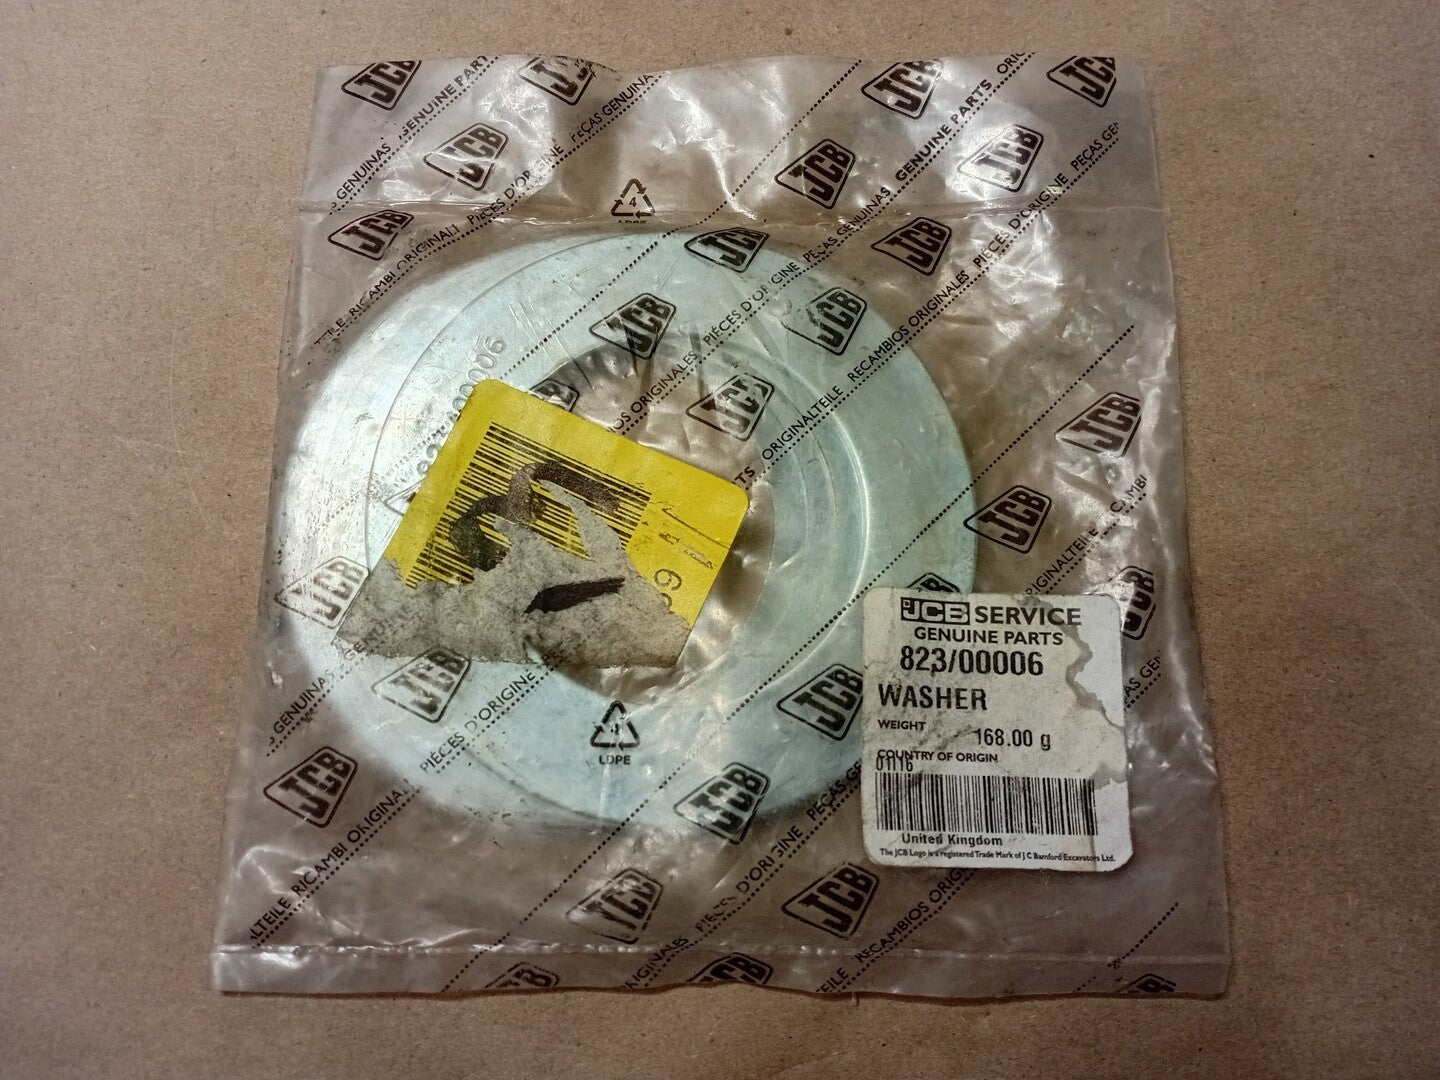 JCB SERVICE
GENUINE PARTS
823/00006
WASHER
WEIGHT 168.00 g
COUNTRY OF ORIGIN
01116
United Kingdom
The JCB Logo is a registered Trade Mark of J C Bamford Excavators Ltd.
JCB
GENUINE PARTS
PEÇAS GENUINAS
PIÈCES D'ORIGINE
RECAMBIOS ORIGINALES
ORIGINALTEILE
RICAMBI ORIGINALI
4
LDPE